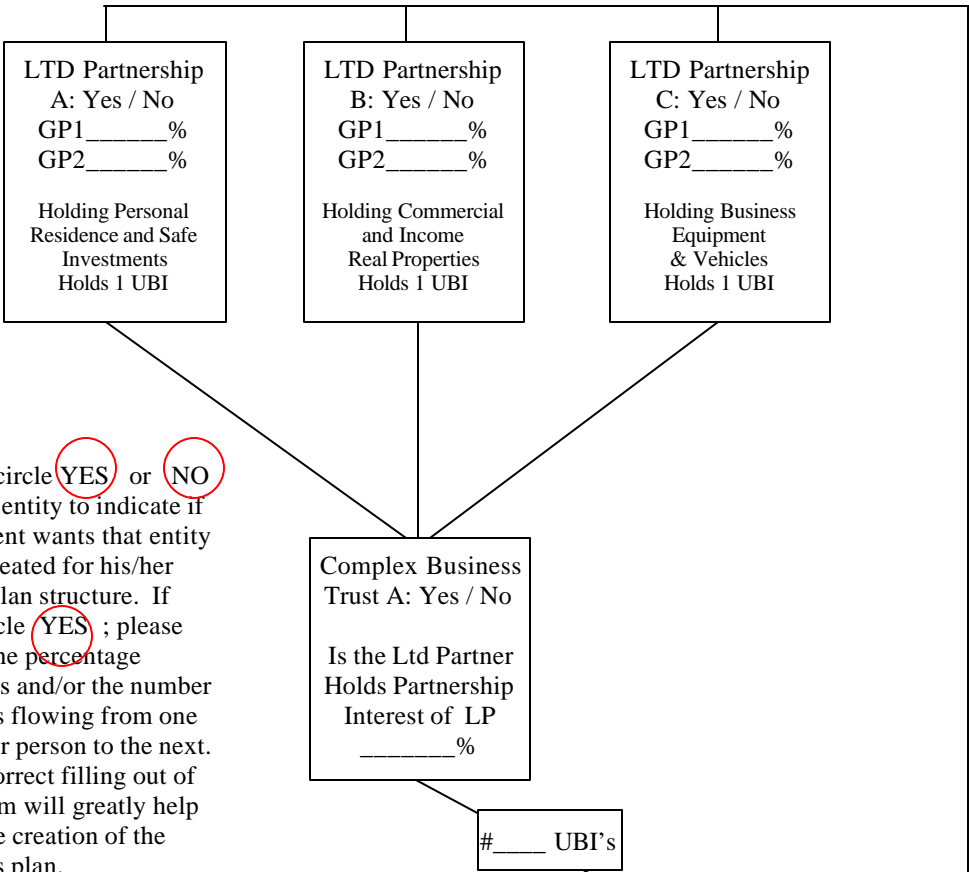 LTD Partnership
A: Yes / No
GP1______%
GP2______%
Holding Personal
Residence and Safe
Investments
Holds 1 UBI
LTD Partnership
B: Yes / No
GP1______%
GP2______%
Holding Commercial
and Income
Real Properties
Holds 1 UBI
LTD Partnership
C: Yes / No
GP1______%
GP2______%
Holding Business
Equipment
& Vehicles
Holds 1 UBI
circle YES or NO
entity to indicate if
ent wants that entity
eated for his/her
lan structure. If
cle YES ; please
ne percentage
s and/or the number
s flowing from one
r person to the next.
orrect filling out of
m will greatly help
e creation of the
s plan.
Complex Business
Trust A: Yes / No
Is the Ltd Partner
Holds Partnership
Interest of LP
_______%
#____ UBI's